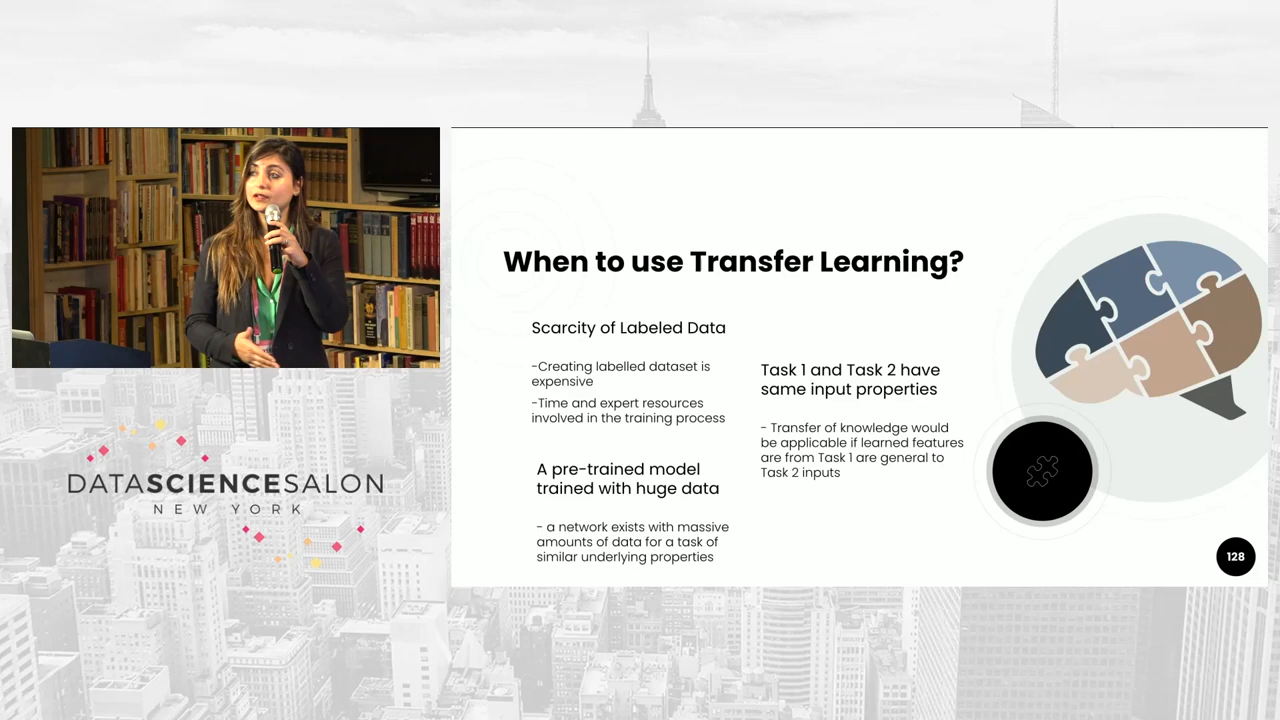 When to use Transfer Learning?
Scarcity of Labeled Data
-Creating labelled dataset is
expensive
-Time and expert resources
involved in the training process
A pre-trained model
trained with huge data
- a network exists with massive
amounts of data for a task of
similar underlying properties
Task 1 and Task 2 have
same input properties
- Transfer of knowledge would
be applicable if learned features
are from Task 1 are general to
Task 2 inputs
128
DATASCIENCESALON
NEW YORK